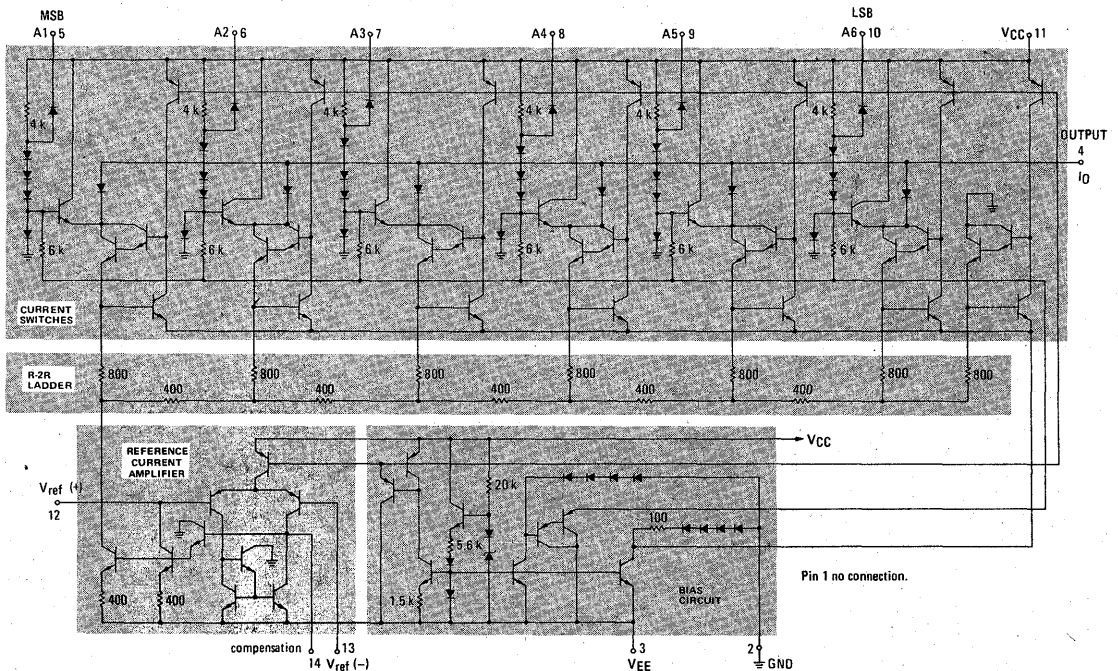 MSB LSB
A1 5 A2 6 A3 7 A4 8 A5 9 A6 10 VCC 11
4 k 4 k 4 k 4 k 4 k 4 k
OUTPUT
4
IO
6 k 6 k 6 k 6 k 6 k 6 k
CURRENT
SWITCHES
R-2R
LADDER
800 800 800 800 800 800 800
400 400 400 400 400
REFERENCE
CURRENT
AMPLIFIER
VCC
Vref (+)
12
20 k
100
5.6 k
400 400
1.5 k
BIAS
CIRCUIT
Pin 1 no connection.
compensation 13 3 2 GND
14 Vref (−) VEE